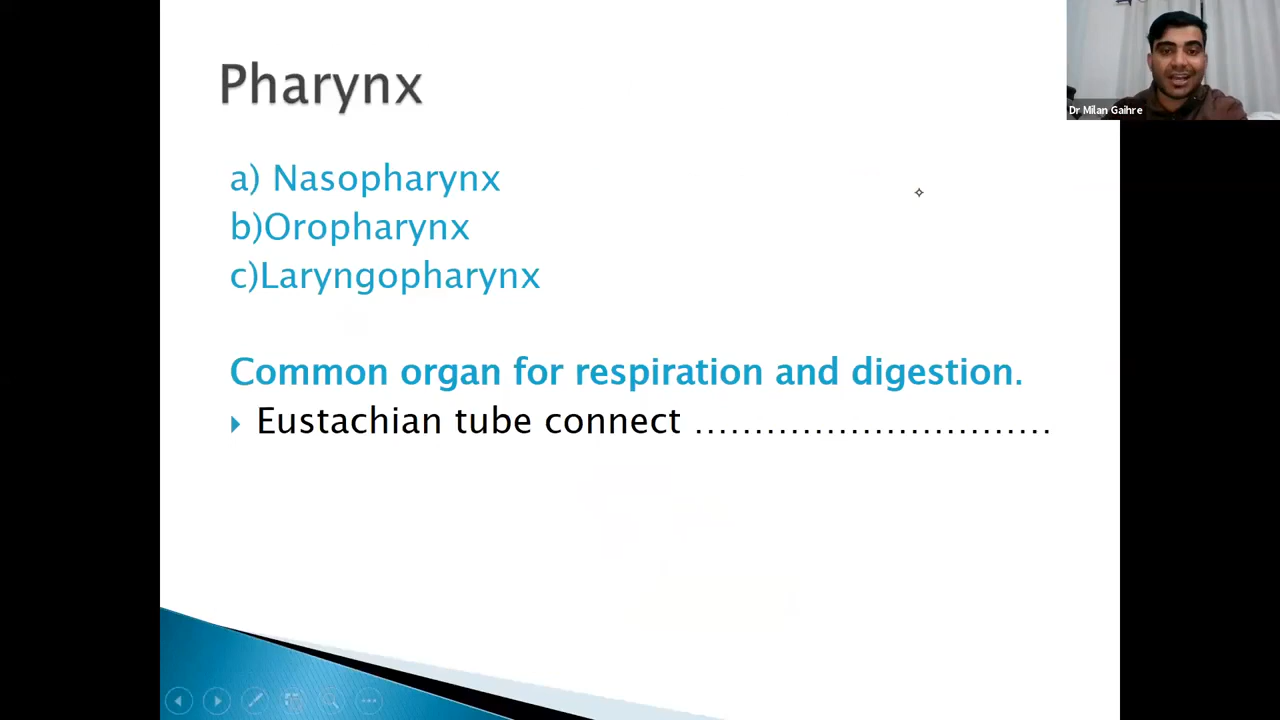 Pharynx
Dr Milan Gaihre
a) Nasopharynx
b)Oropharynx
c)Laryngopharynx
Common organ for respiration and digestion.
Eustachian tube connect ..............................